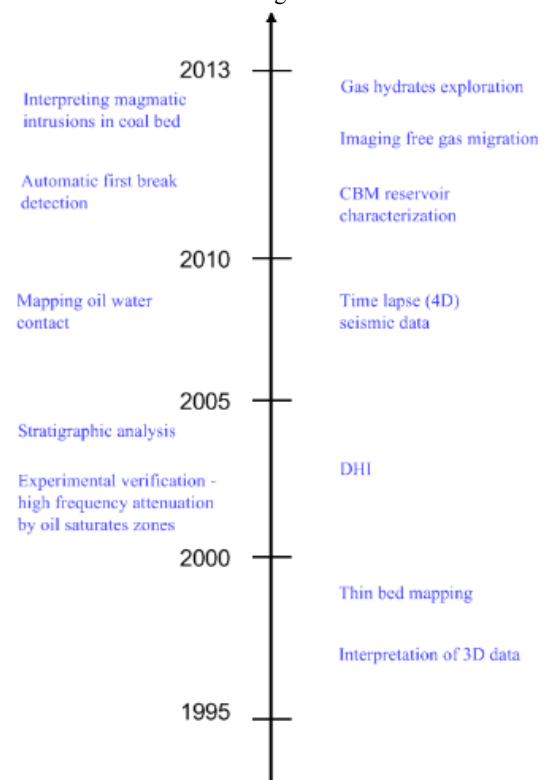 2013
Gas hydrates exploration
Interpreting magmatic
intrusions in coal bed
Imaging free gas migration
Automatic first break
detection
CBM reservoir
characterization
2010
Mapping oil water
contact
Time lapse (4D)
seismic data
2005
Stratigraphic analysis
DHI
Experimental verification -
high frequency attenuation
by oil saturates zones
2000
Thin bed mapping
Interpretation of 3D data
1995